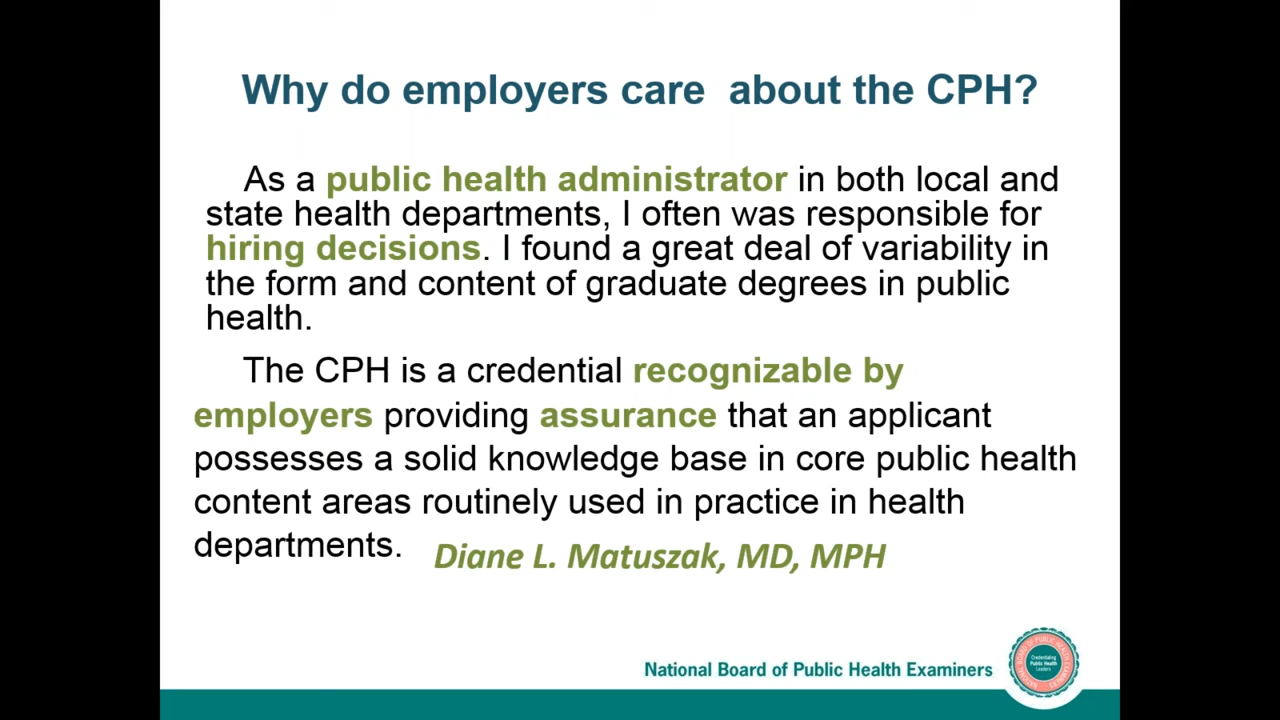 Why do employers care  about the CPH?
As a public health administrator in both local and
state health departments, I often was responsible for
hiring decisions. I found a great deal of variability in
the form and content of graduate degrees in public
health.
The CPH is a credential recognizable by
employers providing assurance that an applicant
possesses a solid knowledge base in core public health
content areas routinely used in practice in health
departments.
Diane L. Matuszak, MD, MPH
National Board of Public Health Examiners
Credentialing
Public Health
Leaders